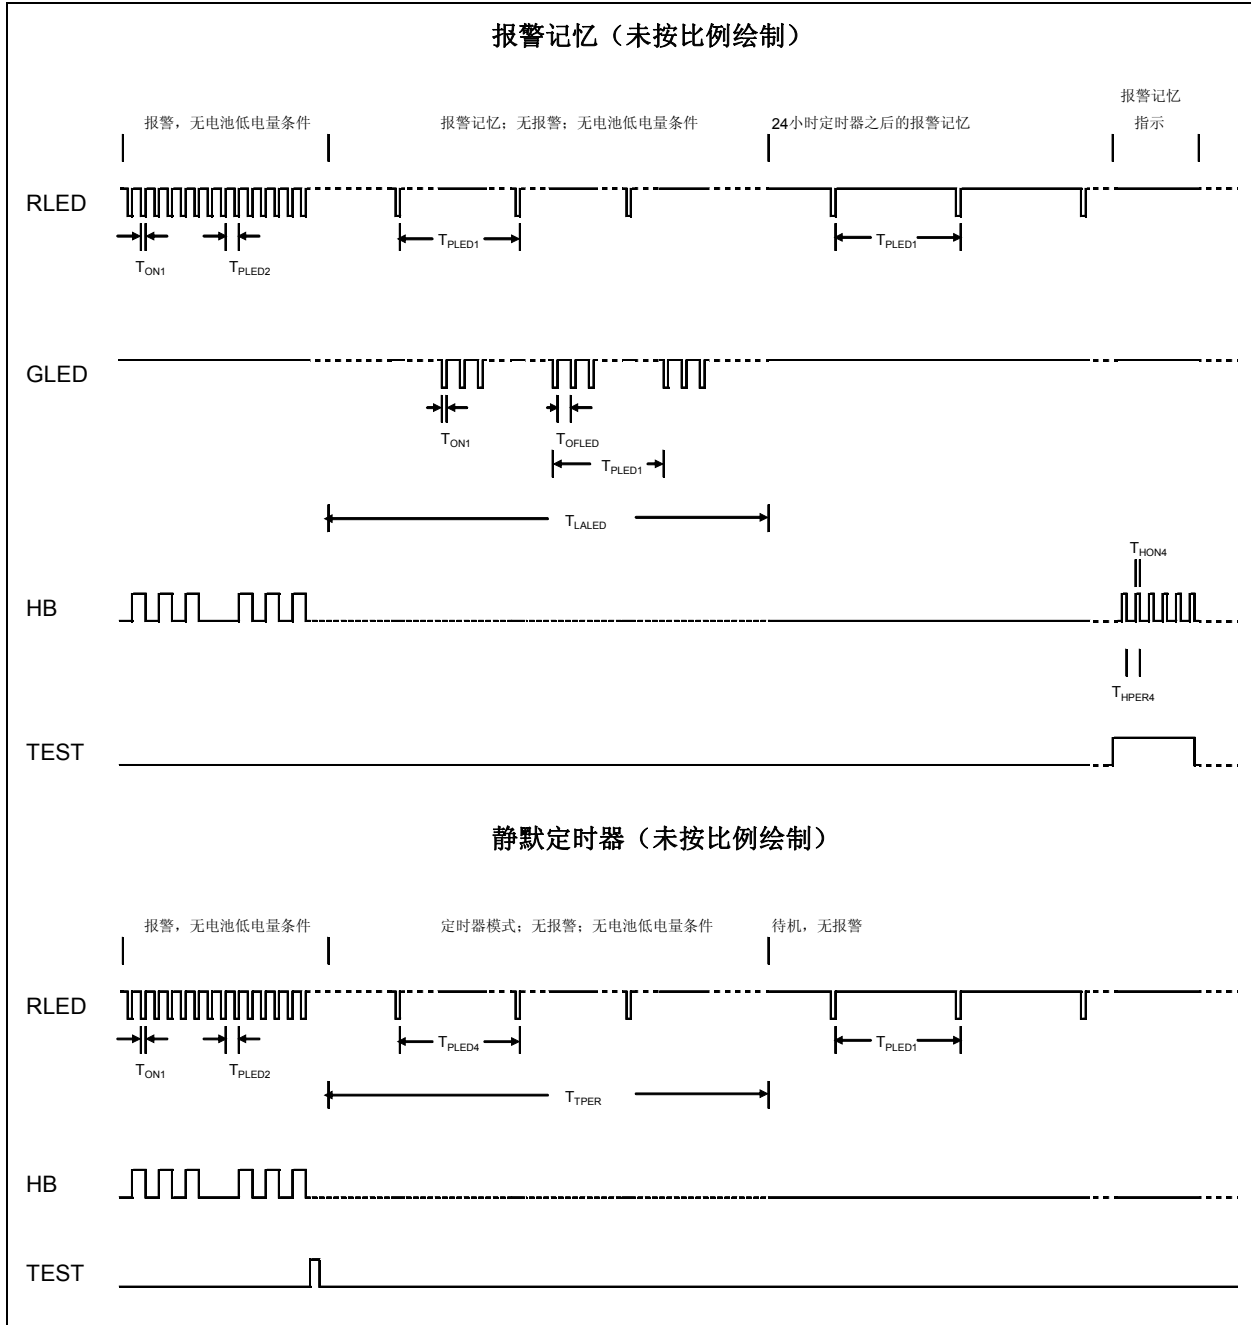 报警记忆（未按比例绘制）
报警，无电池低电量条件
报警记忆；无报警；无电池低电量条件
24小时定时器之后的报警记忆
报警记忆
指示
RLED
TON1
TPLED2
TPLED1
TPLED1
GLED
TON1
TOFLED
TPLED1
TLALED
THON4
HB
THPER4
TEST
静默定时器（未按比例绘制）
报警，无电池低电量条件
定时器模式；无报警；无电池低电量条件
待机，无报警
RLED
TON1
TPLED2
TPLED4
TPLED1
TTPER
HB
TEST